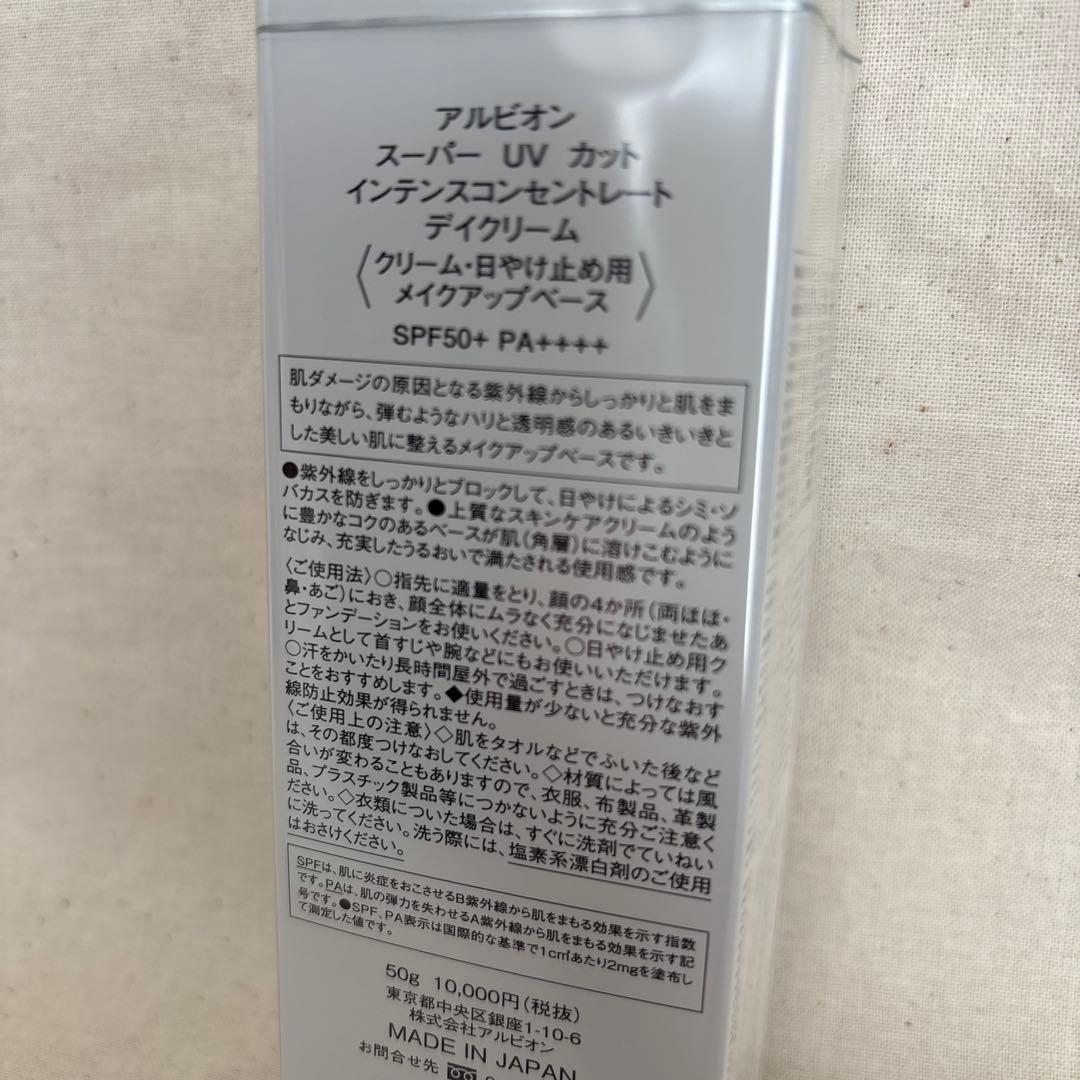 アルビオン
スーパー UV カット
インテンスコンセントレート
デイクリーム
〈クリーム・日やけ止め用
メイクアップベース〉
SPF50+ PA++++
肌ダメージの原因となる紫外線からしっかりと肌をま
もりながら、弾むようなハリと透明感のあるいきいきと
した美しい肌に整えるメイクアップベースです。
●紫外線をしっかりとブロックして、日やけによるシミ・ソ
バカスを防ぎます。●上質なスキンケアクリームのよう
に豊かなコクのあるベースが肌(角層)に溶けこむように
なじみ、充実したうるおいで満たされる使用感です。
〈ご使用法〉○指先に適量をとり、顔の4か所(両ほほ・
鼻・あご)におき、顔全体にムラなく充分になじませたあ
とファンデーションをお使いください。○日やけ止め用ク
リームとして首すじや腕などにもお使いいただけます。
○汗をかいたり長時間屋外で過ごすときは、つけなおす
ことをおすすめします。◆使用量が少ないと充分な紫外
線防止効果が得られません。
〈ご使用上の注意〉◇肌をタオルなどでふいた後など
は、その都度つけなおしてください。◇材質によっては風
合いが変わることもありますので、衣服、布製品、革製
品、プラスチック製品等につかないように充分ご注意く
ださい。◇衣類についた場合は、すぐに洗剤でていねい
に洗ってください。洗う際には、塩素系漂白剤のご使用
はおさけください。
SPFは、肌に炎症をおこさせるB紫外線から肌をまもる効果を示す指数
です。PAは、肌の弾力を失わせるA紫外線から肌をまもる効果を示す記
号です。●SPF、PA表示は国際的な基準で1c㎡あたり2mgを塗布し
て測定した値です。
50g 10,000円(税抜)
東京都中央区銀座1-10-6
株式会社アルビオン
MADE IN JAPAN
お問合せ先